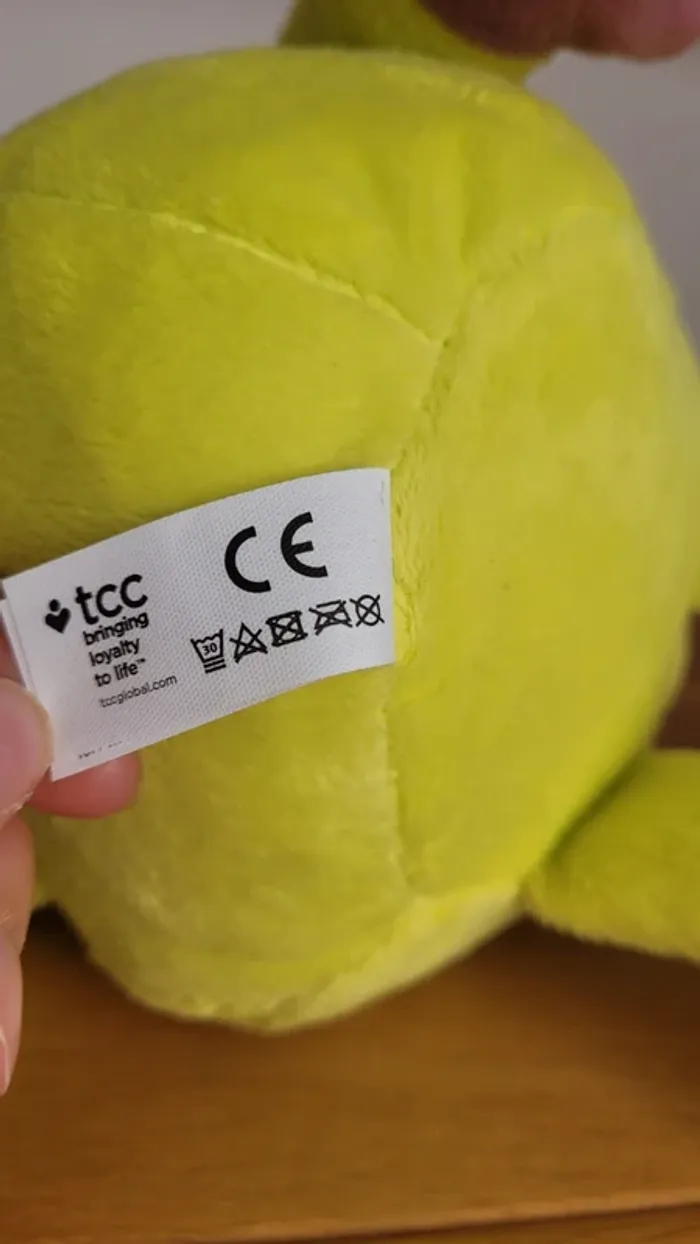 CE
tcc
bringing
loyalty
to life™
tccglobal.com
30